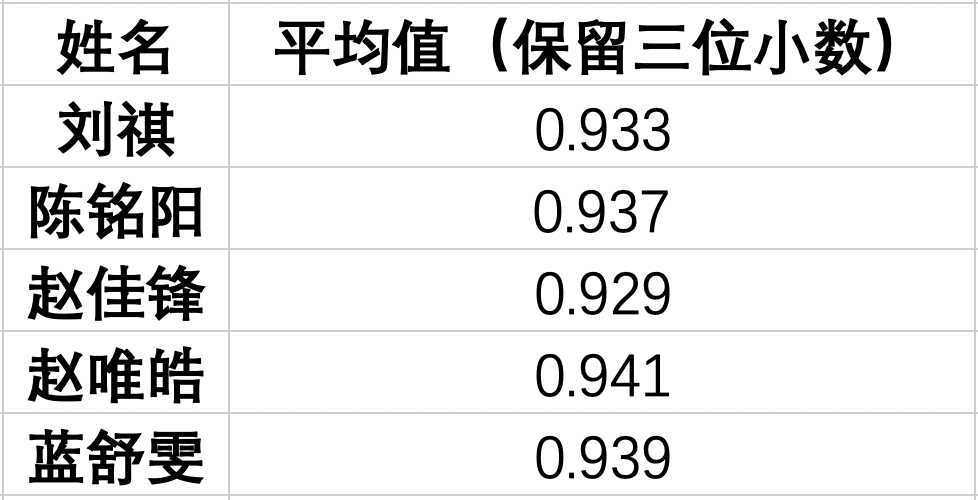 姓名 平均值（保留三位小数）
刘祺 0.933
陈铭阳 0.937
赵佳锋 0.929
赵唯皓 0.941
蓝舒雯 0.939